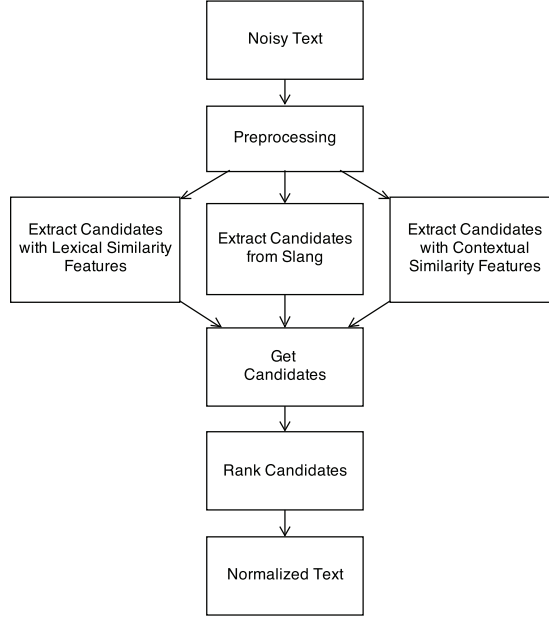 Noisy Text
Preprocessing
Extract Candidates
with Lexical Similarity
Features
Extract Candidates
from Slang
Extract Candidates
with Contextual
Similarity Features
Get
Candidates
Rank Candidates
Normalized Text